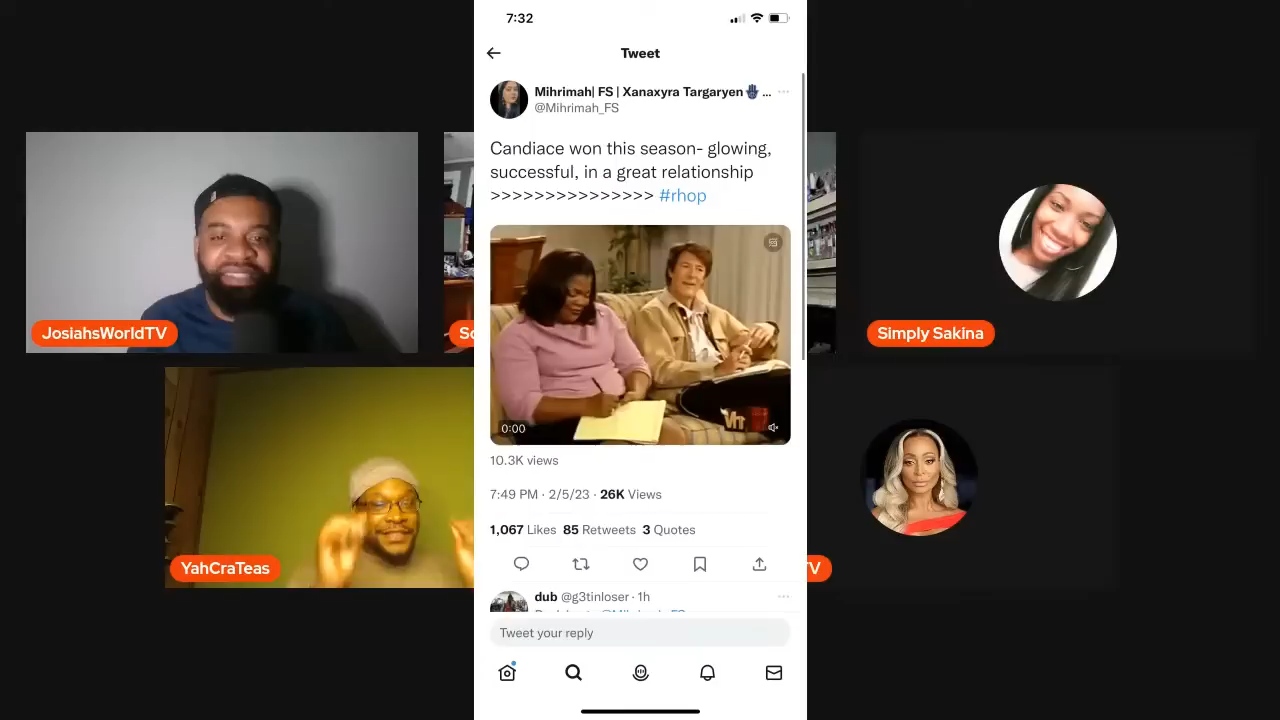 7:32
Tweet
Mihrimah| FS | Xanaxyra Targaryen🪬...
@Mihrimah_FS
Candiace won this season- glowing,
successful, in a great relationship
>>>>>>>>>>>>>>> #rhop
Vh1
0:00
10.3K views
7:49 PM · 2/5/23 · 26K Views
1,067 Likes 85 Retweets 3 Quotes
dub @g3tinloser · 1h
Tweet your reply
JosiahsWorldTV
Simply Sakina
YahCraTeas